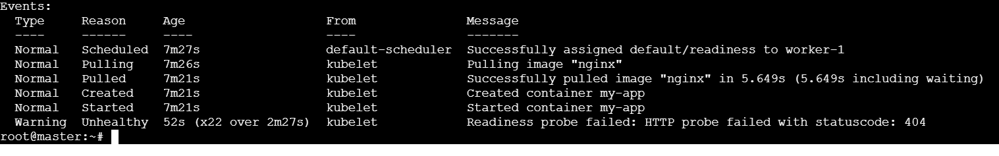 Events:
Type Reason Age From Message
---- ------ ---- ---- -------
Normal Scheduled 7m27s default-scheduler Successfully assigned default/readiness to worker-1
Normal Pulling 7m26s kubelet Pulling image "nginx"
Normal Pulled 7m21s kubelet Successfully pulled image "nginx" in 5.649s (5.649s including waiting)
Normal Created 7m21s kubelet Created container my-app
Normal Started 7m21s kubelet Started container my-app
Warning Unhealthy 52s (x22 over 2m27s) kubelet Readiness probe failed: HTTP probe failed with statuscode: 404
root@master:~#